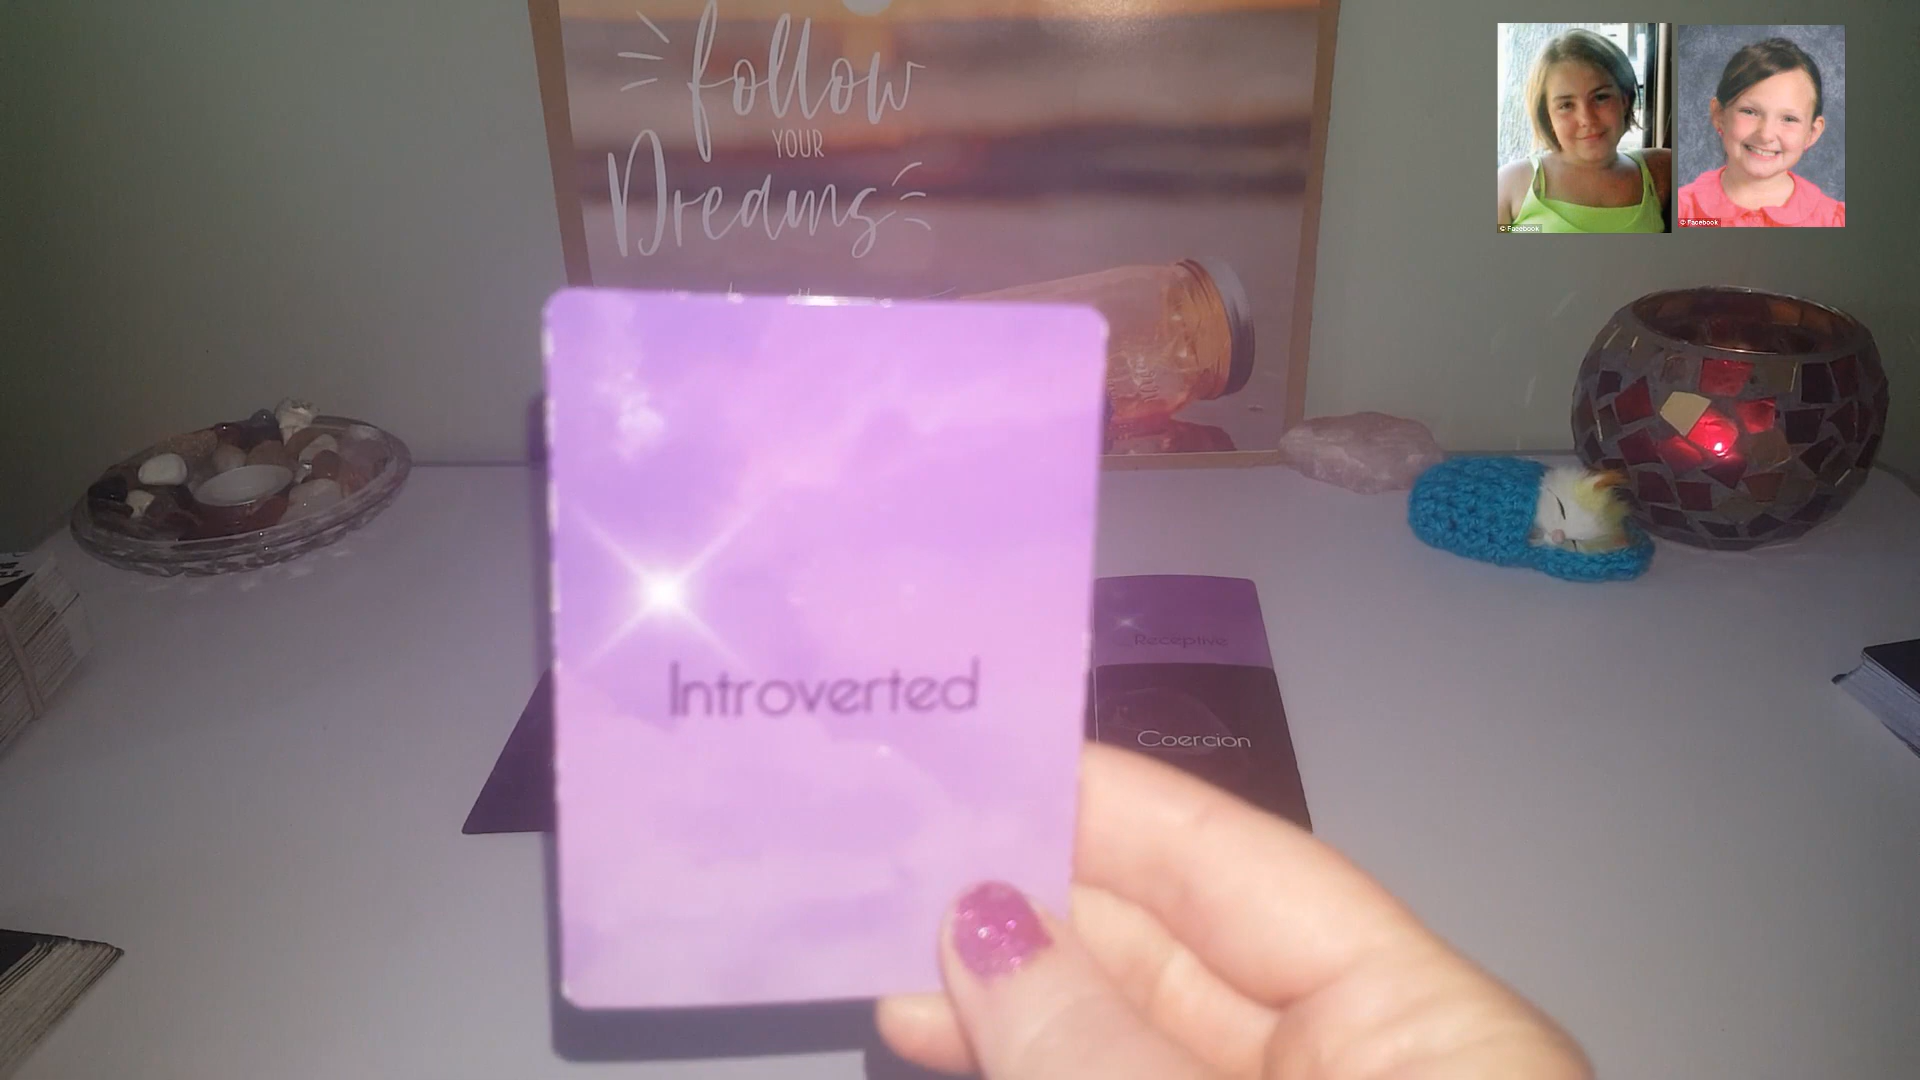 follow
YOUR
Dreams
© Facebook
© Facebook
Introverted
Receptive
Coercion